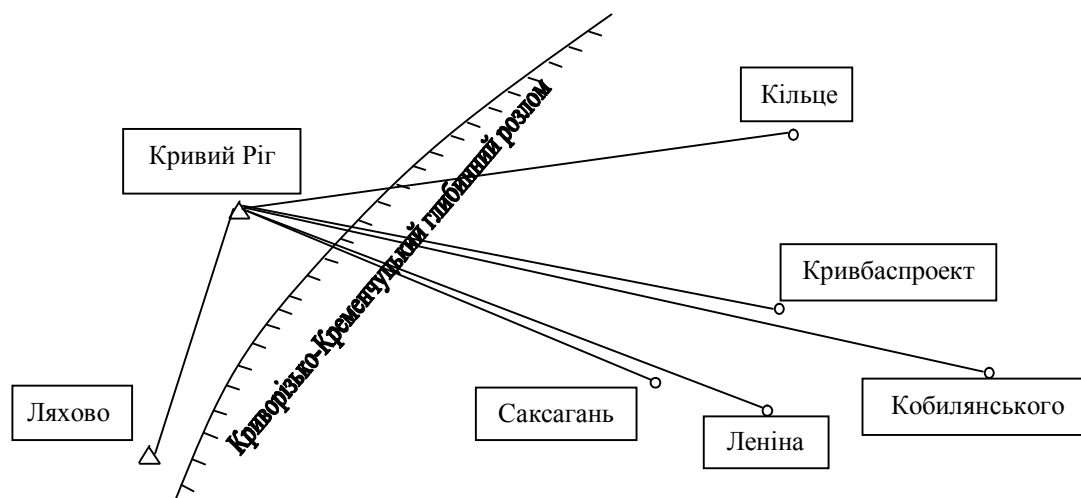 Кільце
Кривий Ріг
Криворізько-Кременчуцький глибинний розлом
Кривбаспроект
Ляхово
Саксагань
Леніна
Кобилянського